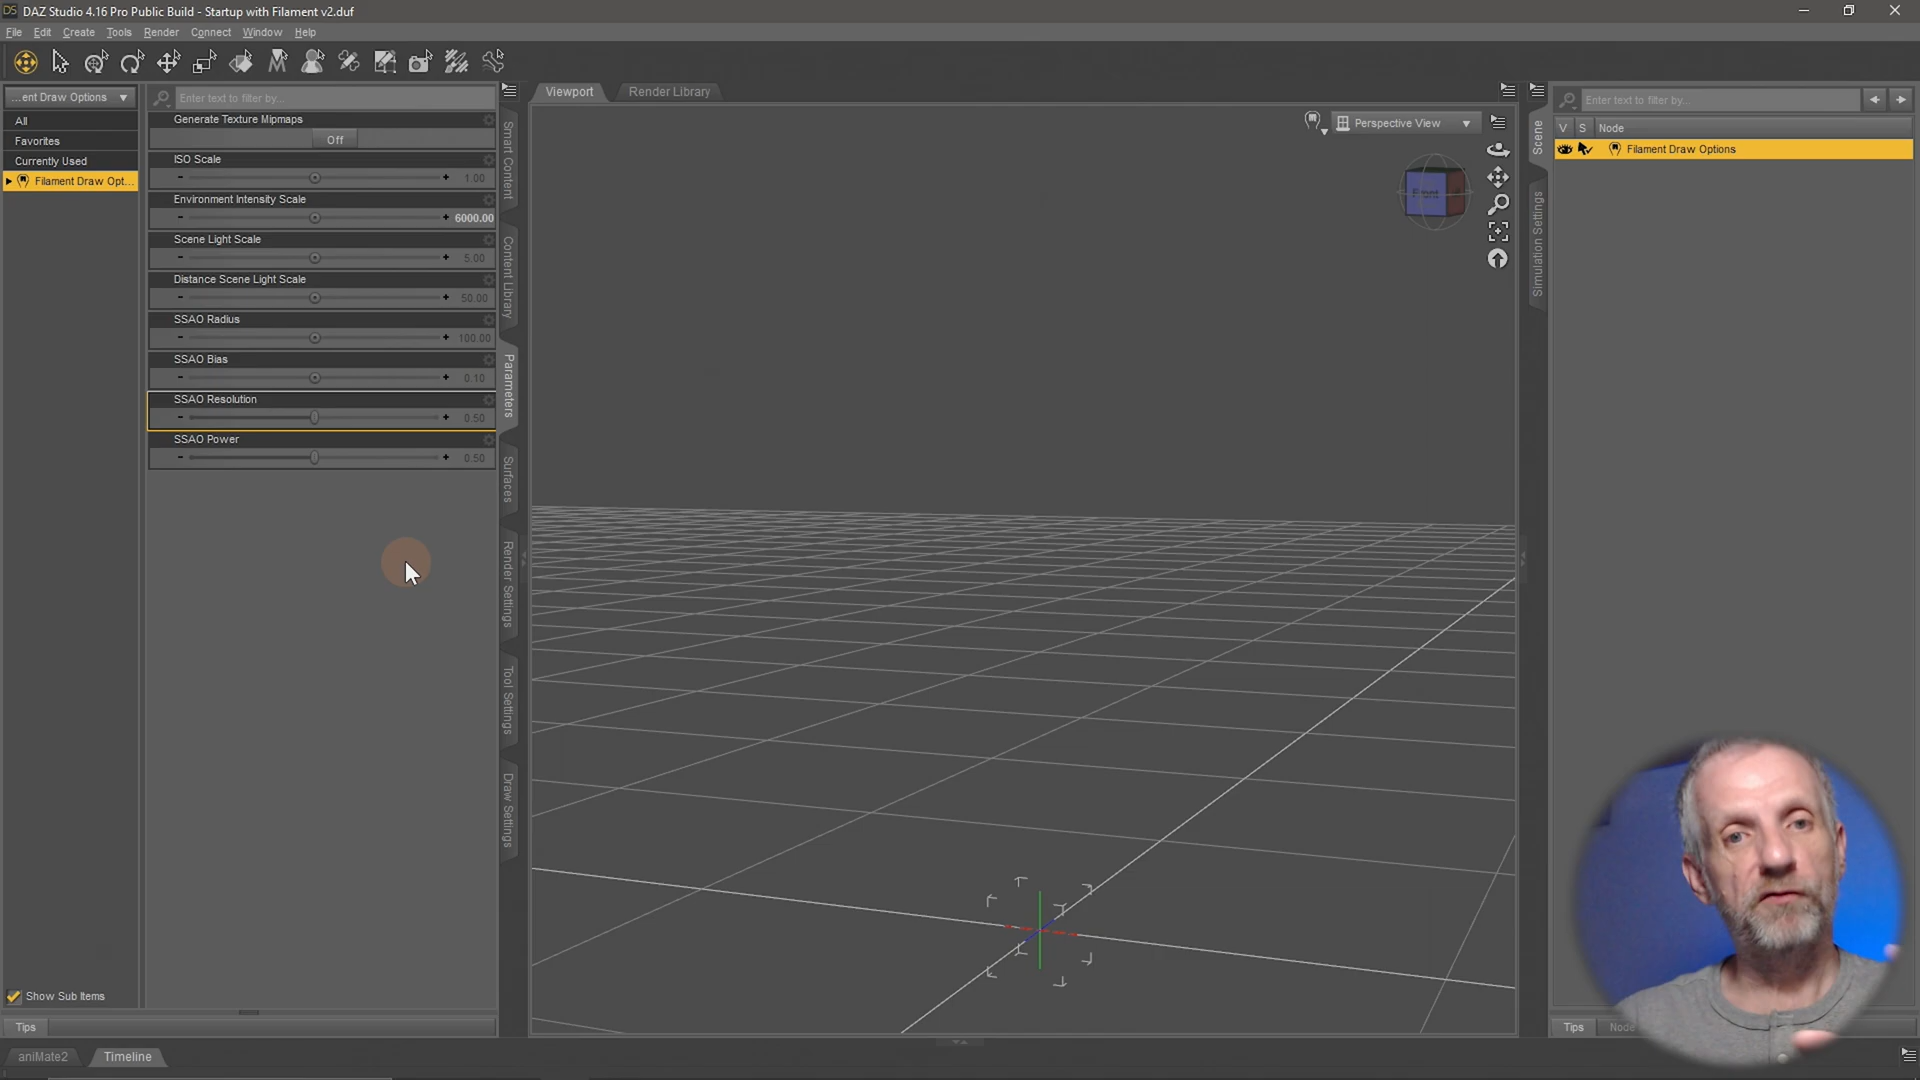 DAZ Studio 4.16 Pro Public Build - Startup with Filament v2.duf
File Edit Create Tools Render Connect Window Help
...ent Draw Options
All
Favorites
Currently Used
Filament Draw Opt...
Show Sub Items
Tips
Enter text to filter by...
Generate Texture Mipmaps
Off
ISO Scale
- + 1.00
Environment Intensity Scale
- + 6000.00
Scene Light Scale
- + 5.00
Distance Scene Light Scale
- + 50.00
SSAO Radius
- + 100.00
SSAO Bias
- + 0.10
SSAO Resolution
- + 0.50
SSAO Power
- + 0.50
Smart Content
Content Library
Parameters
Surfaces
Render Settings
Tool Settings
Draw Settings
Viewport Render Library
Perspective View
Scene
Simulation Settings
Enter text to filter by...
V S Node
Filament Draw Options
Tips Node
aniMate2 Timeline